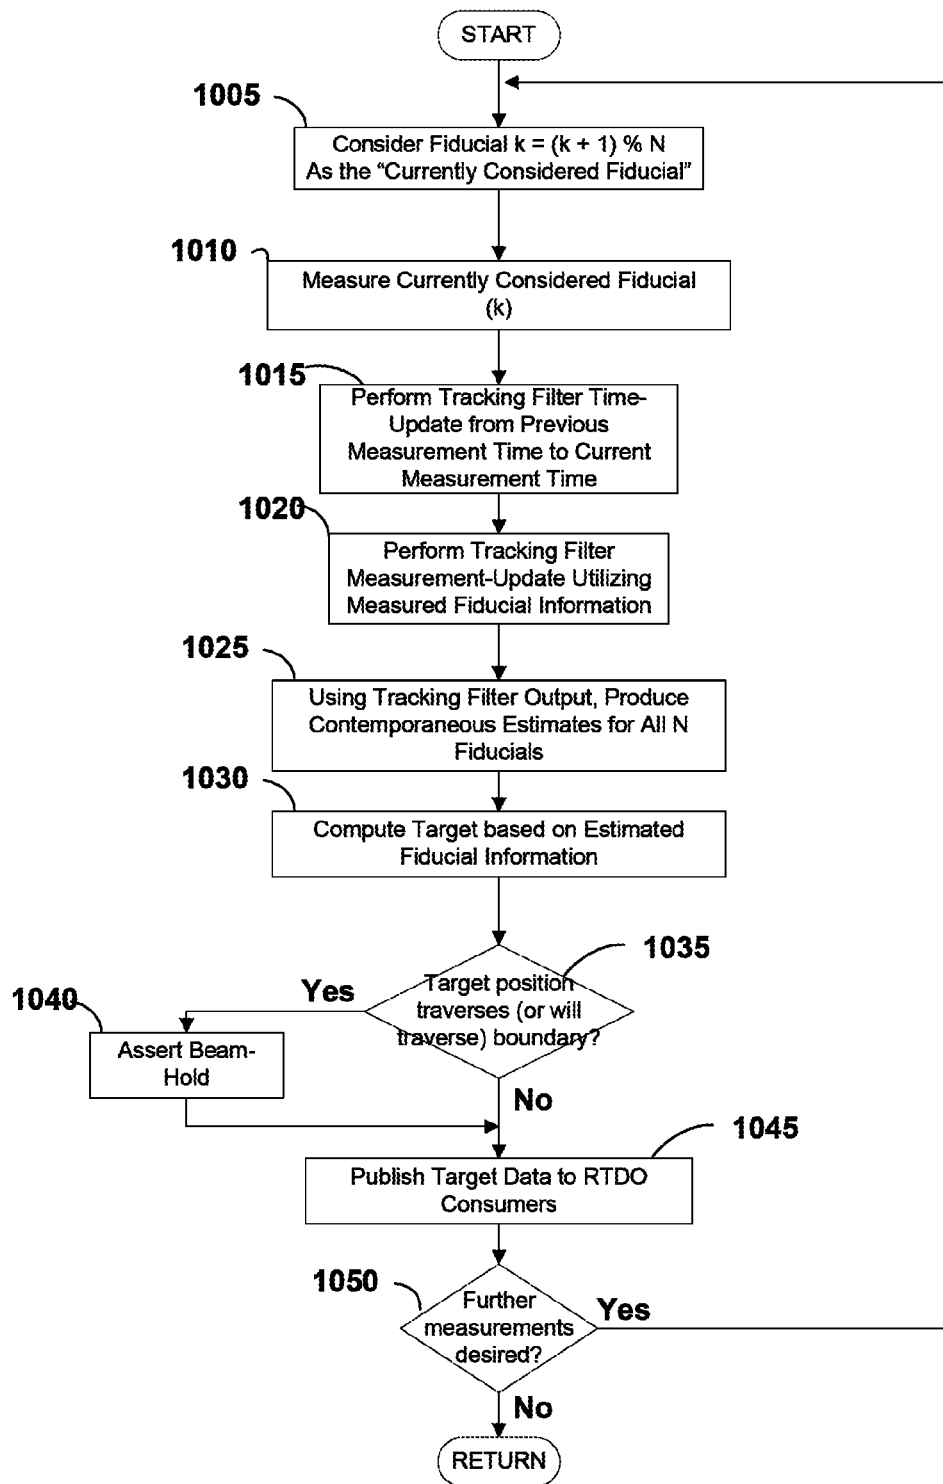 START
1005
Consider Fiducial k = (k + 1) % N
As the “Currently Considered Fiducial”
1010
Measure Currently Considered Fiducial
(k)
1015
Perform Tracking Filter Time-
Update from Previous
Measurement Time to Current
Measurement Time
1020
Perform Tracking Filter
Measurement-Update Utilizing
Measured Fiducial Information
1025
Using Tracking Filter Output, Produce
Contemporaneous Estimates for All N
Fiducials
1030
Compute Target based on Estimated
Fiducial Information
1035
Target position
traverses (or will
traverse) boundary?
Yes
1040
Assert Beam-
Hold
No
1045
Publish Target Data to RTDO
Consumers
1050
Further
measurements
desired?
Yes
No
RETURN